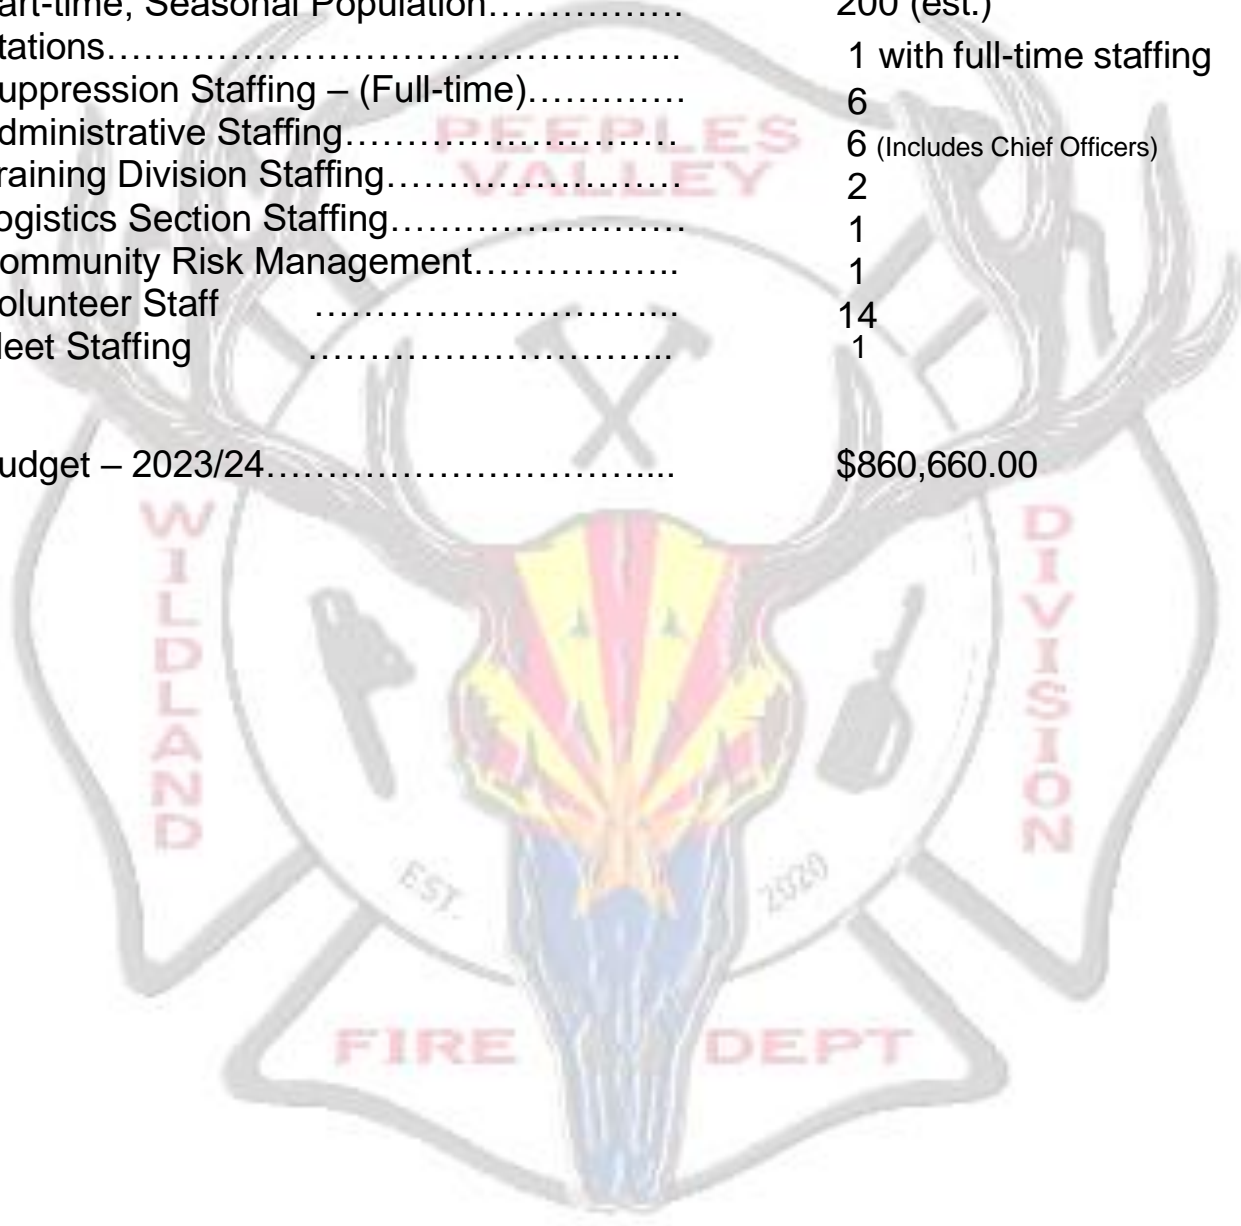 art-time, Seasonal Population................ 200 (est.)
tations…………………………………………….. 1 with full-time staffing
uppression Staffing – (Full-time)…………. 6
dministrative Staffing………………………. 6 (Includes Chief Officers)
raining Division Staffing……………………. 2
ogistics Section Staffing…………………… 1
ommunity Risk Management…………….. 1
olunteer Staff ………………………... 14
leet Staffing ………………………... 1
udget – 2023/24………………………….... $860,660.00
PEEPLES
VALLEY
WILDLAND
DIVISION
EST.
2020
FIRE DEPT